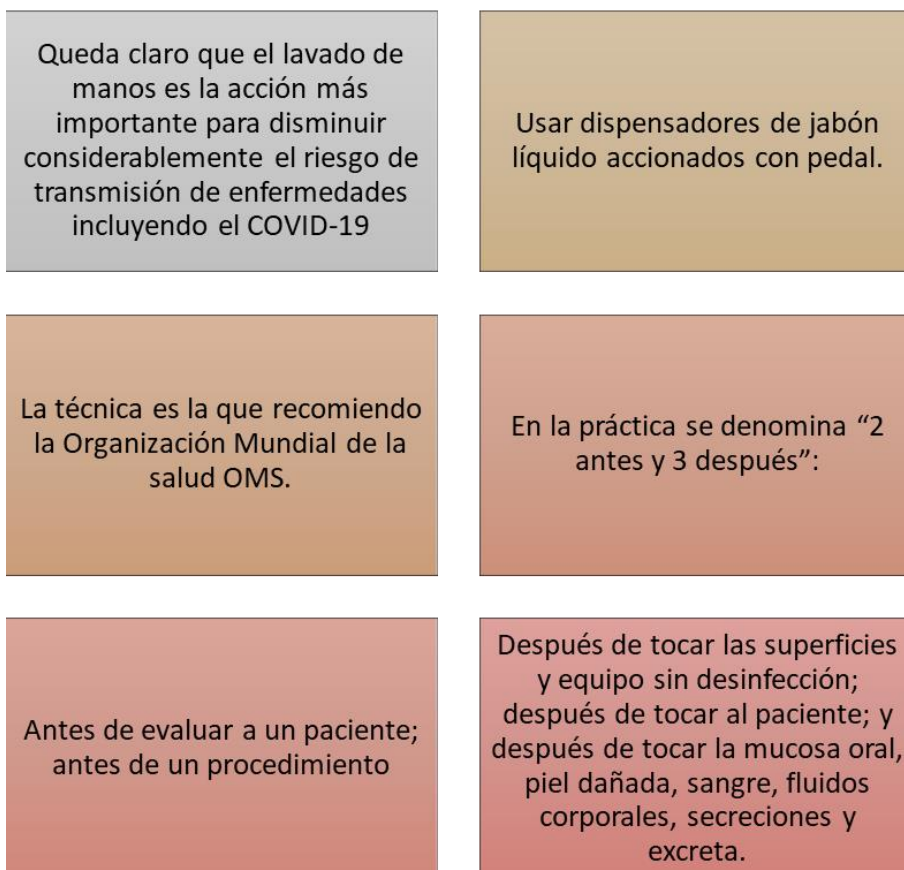 Queda claro que el lavado de
manos es la acción más
importante para disminuir
considerablemente el riesgo de
transmisión de enfermedades
incluyendo el COVID-19
Usar dispensadores de jabón
líquido accionados con pedal.
La técnica es la que recomiendo
la Organización Mundial de la
salud OMS.
En la práctica se denomina “2
antes y 3 después”:
Antes de evaluar a un paciente;
antes de un procedimiento
Después de tocar las superficies
y equipo sin desinfección;
después de tocar al paciente; y
después de tocar la mucosa oral,
piel dañada, sangre, fluidos
corporales, secreciones y
excreta.